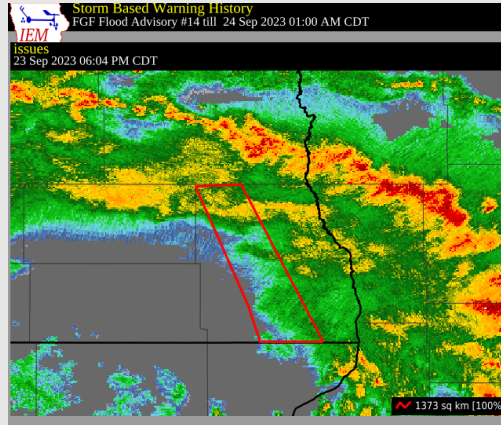 Storm Based Warning History
FGF Flood Advisory #14 till  24 Sep 2023 01:00 AM CDT
IEM
issues
23 Sep 2023 06:04 PM CDT
1373 sq km [100%